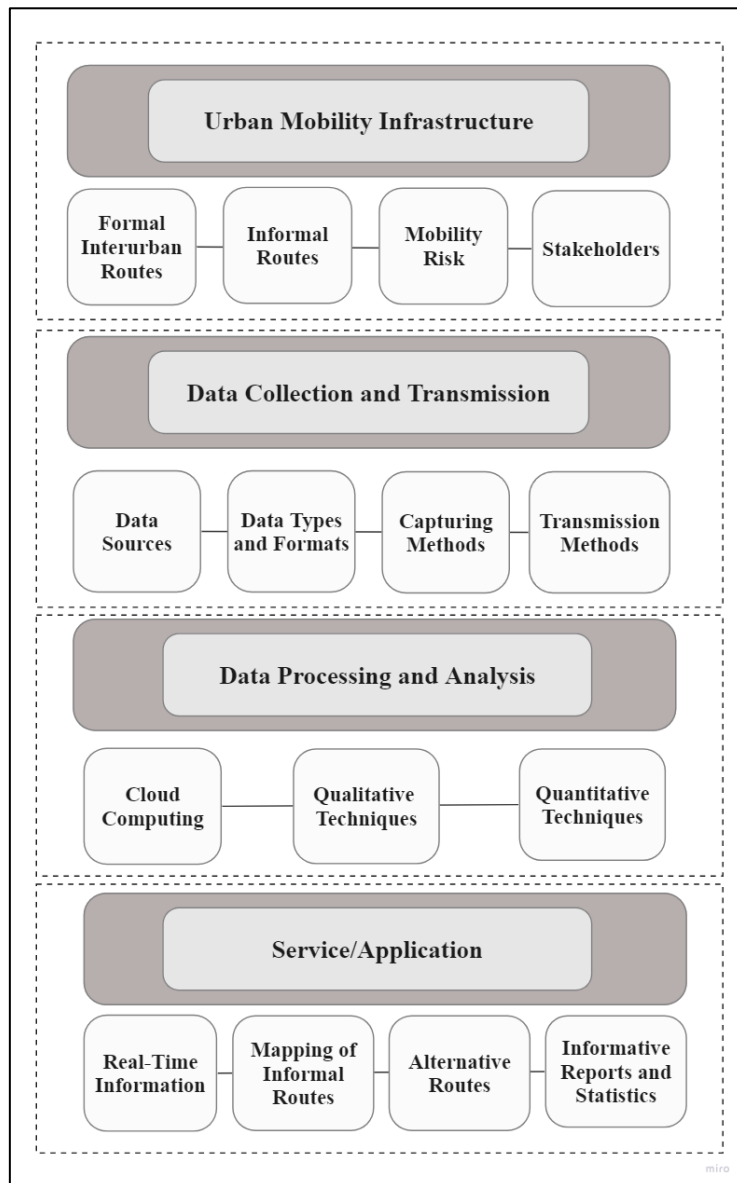 Urban Mobility Infrastructure
Formal
Interurban
Routes
Informal
Routes
Mobility
Risk
Stakeholders
Data Collection and Transmission
Data
Sources
Data Types
and Formats
Capturing
Methods
Transmission
Methods
Data Processing and Analysis
Cloud
Computing
Qualitative
Techniques
Quantitative
Techniques
Service/Application
Real-Time
Information
Mapping of
Informal
Routes
Alternative
Routes
Informative
Reports and
Statistics
miro